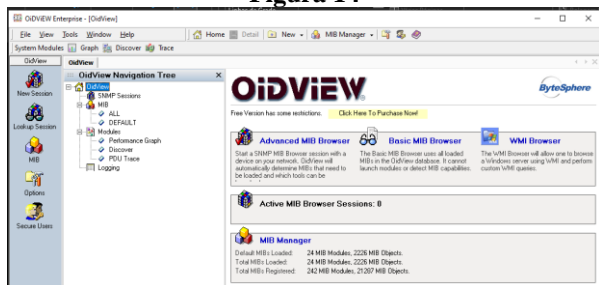 Figura 14
OiDViEW Enterprise - [OidView]
File View Tools Window Help
Home Detail New MIB Manager
System Modules Graph Discover Trace
OidView
OidView
New Session
Lookup Session
MIB
Options
Secure Users
OidView Navigation Tree
OidView
SNMP Sessions
MIB
ALL
DEFAULT
Modules
Performance Graph
Discover
PDU Trace
Logging
OiDViEW
ByteSphere
Free Version has some restrictions. Click Here To Purchase Now!
Advanced MIB Browser
Start a SNMP MIB Browser session with a
device on your network. OidView will
automatically determine MIBs that need to
be loaded and which tools can be
Basic MIB Browser
The Basic MIB Browser uses all loaded
MIBs in the OidView database. It cannot
launch modules or detect MIB capabilities.
WMI Browser
The WMI Browser will allow one to browse
a Windows server using WMI and perform
custom WMI queries.
Active MIB Browser Sessions: 0
MIB Manager
Default MIBs Loaded: 24 MIB Modules, 2226 MIB Objects.
Total MIBs Loaded: 24 MIB Modules, 2226 MIB Objects.
Total MIBs Registered: 242 MIB Modules, 21287 MIB Objects.